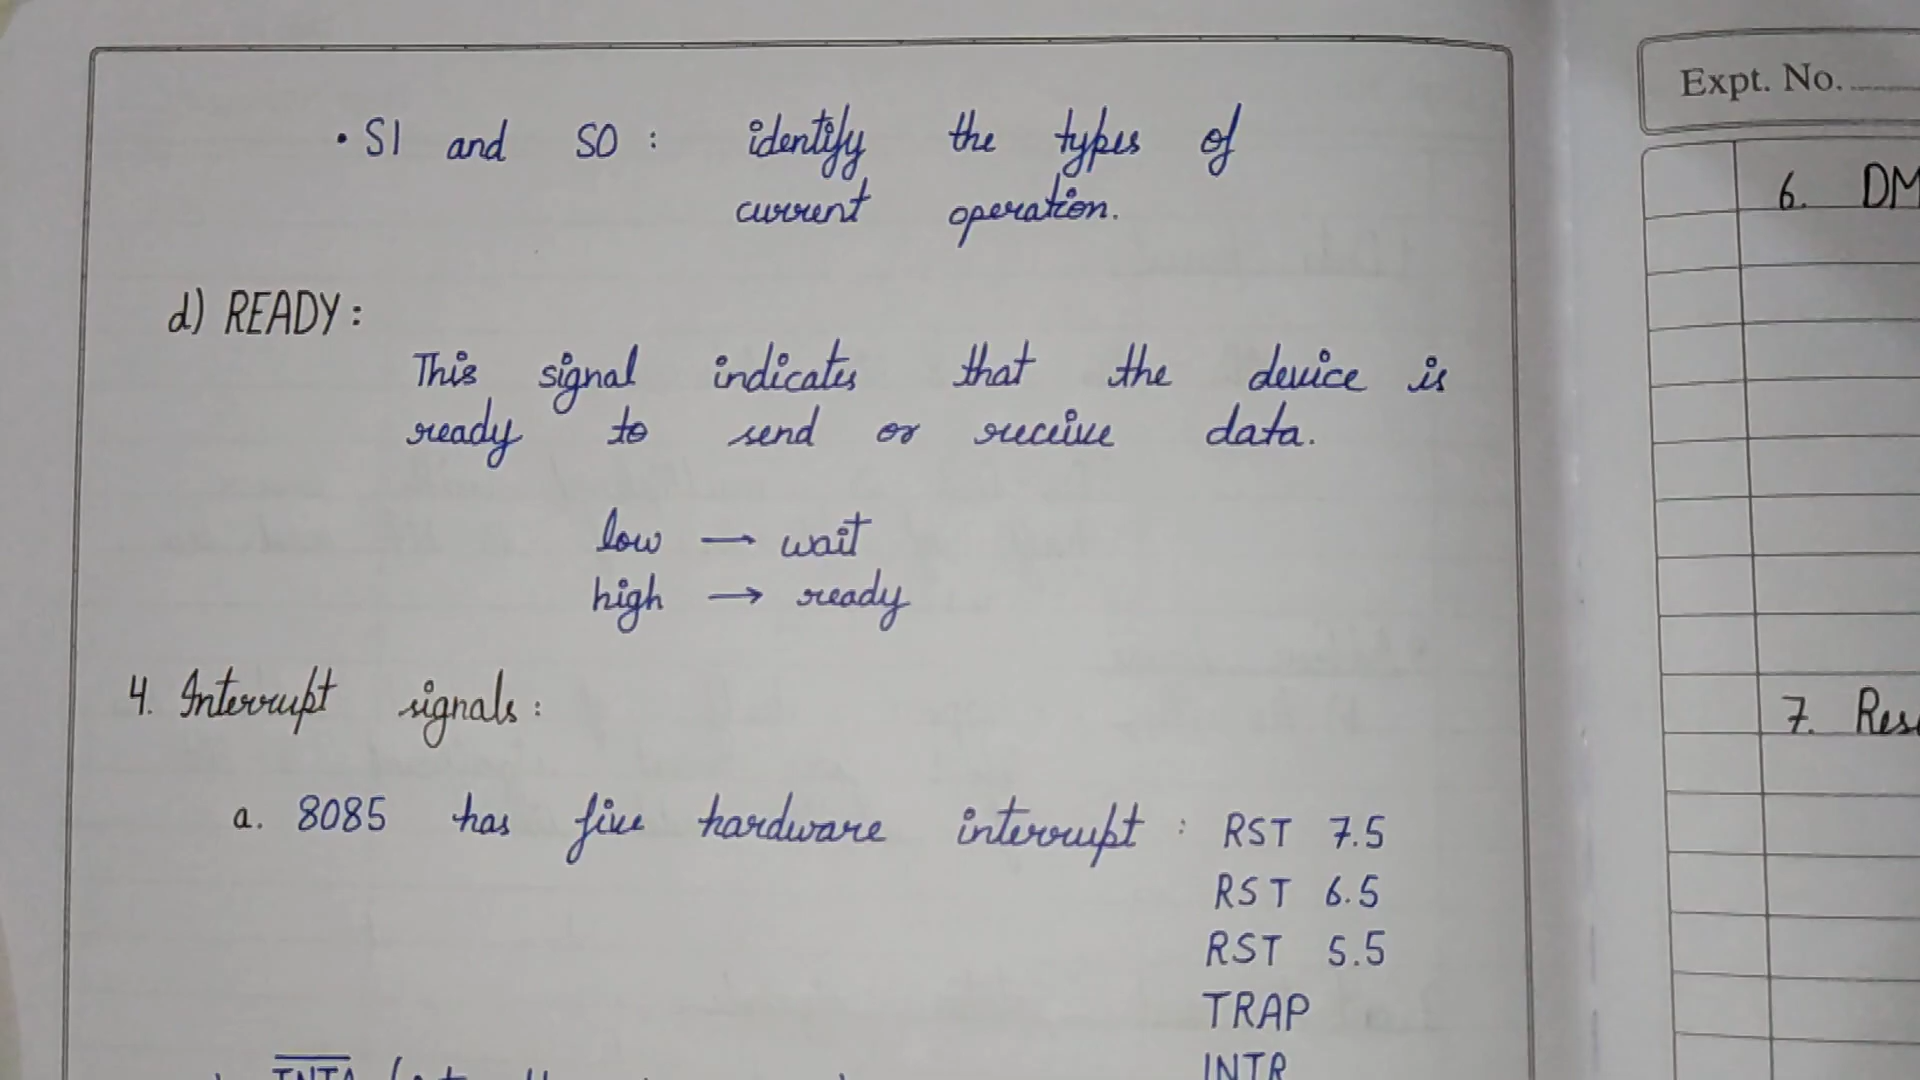 • S1 and S0 : identify the types of
current operation.
d) READY :
This signal indicates that the device is
ready to send or receive data.
low → wait
high → ready
4. Interrupt signals :
a. 8085 has five hardware interrupt : RST 7.5
RST 6.5
RST 5.5
TRAP
INTR
INTA
Expt. No.
6. DM
7. Res